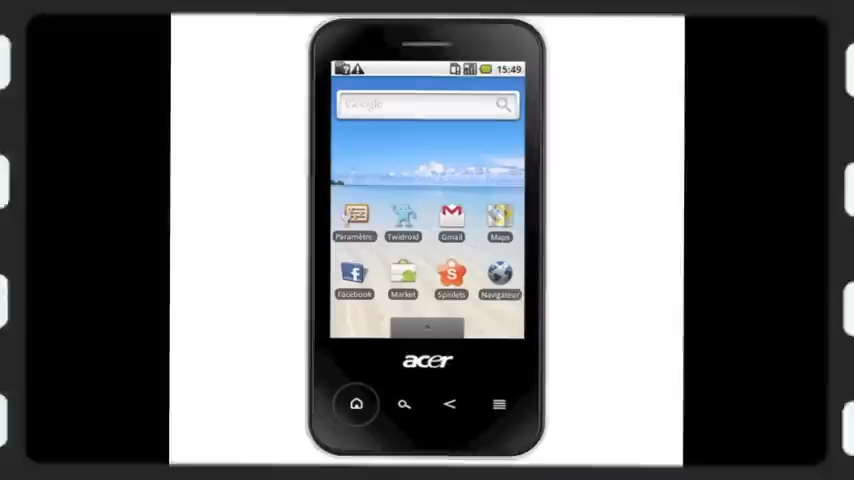 15:49
Google
Paramètre
Twidroid
Gmail
Maps
Facebook
Market
S
Spinlets
Navigateur
acer